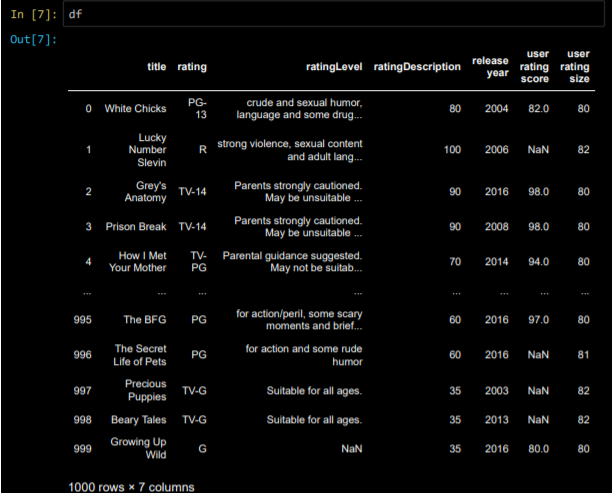 In [7]: df
Out[7]:
title rating ratingLevel ratingDescription release year user rating score user rating size
0 White Chicks PG-13 crude and sexual humor, language and some drug... 80 2004 82.0 80
1 Lucky Number Slevin R strong violence, sexual content and adult lang... 100 2006 NaN 82
2 Grey's Anatomy TV-14 Parents strongly cautioned. May be unsuitable ... 90 2016 98.0 80
3 Prison Break TV-14 Parents strongly cautioned. May be unsuitable ... 90 2008 98.0 80
4 How I Met Your Mother TV-PG Parental guidance suggested. May not be suitab... 70 2014 94.0 80
... ... ... ... ... ... ... ...
995 The BFG PG for action/peril, some scary moments and brief... 60 2016 97.0 80
996 The Secret Life of Pets PG for action and some rude humor 60 2016 NaN 81
997 Precious Puppies TV-G Suitable for all ages. 35 2003 NaN 82
998 Beary Tales TV-G Suitable for all ages. 35 2013 NaN 82
999 Growing Up Wild G NaN 35 2016 80.0 80
1000 rows × 7 columns